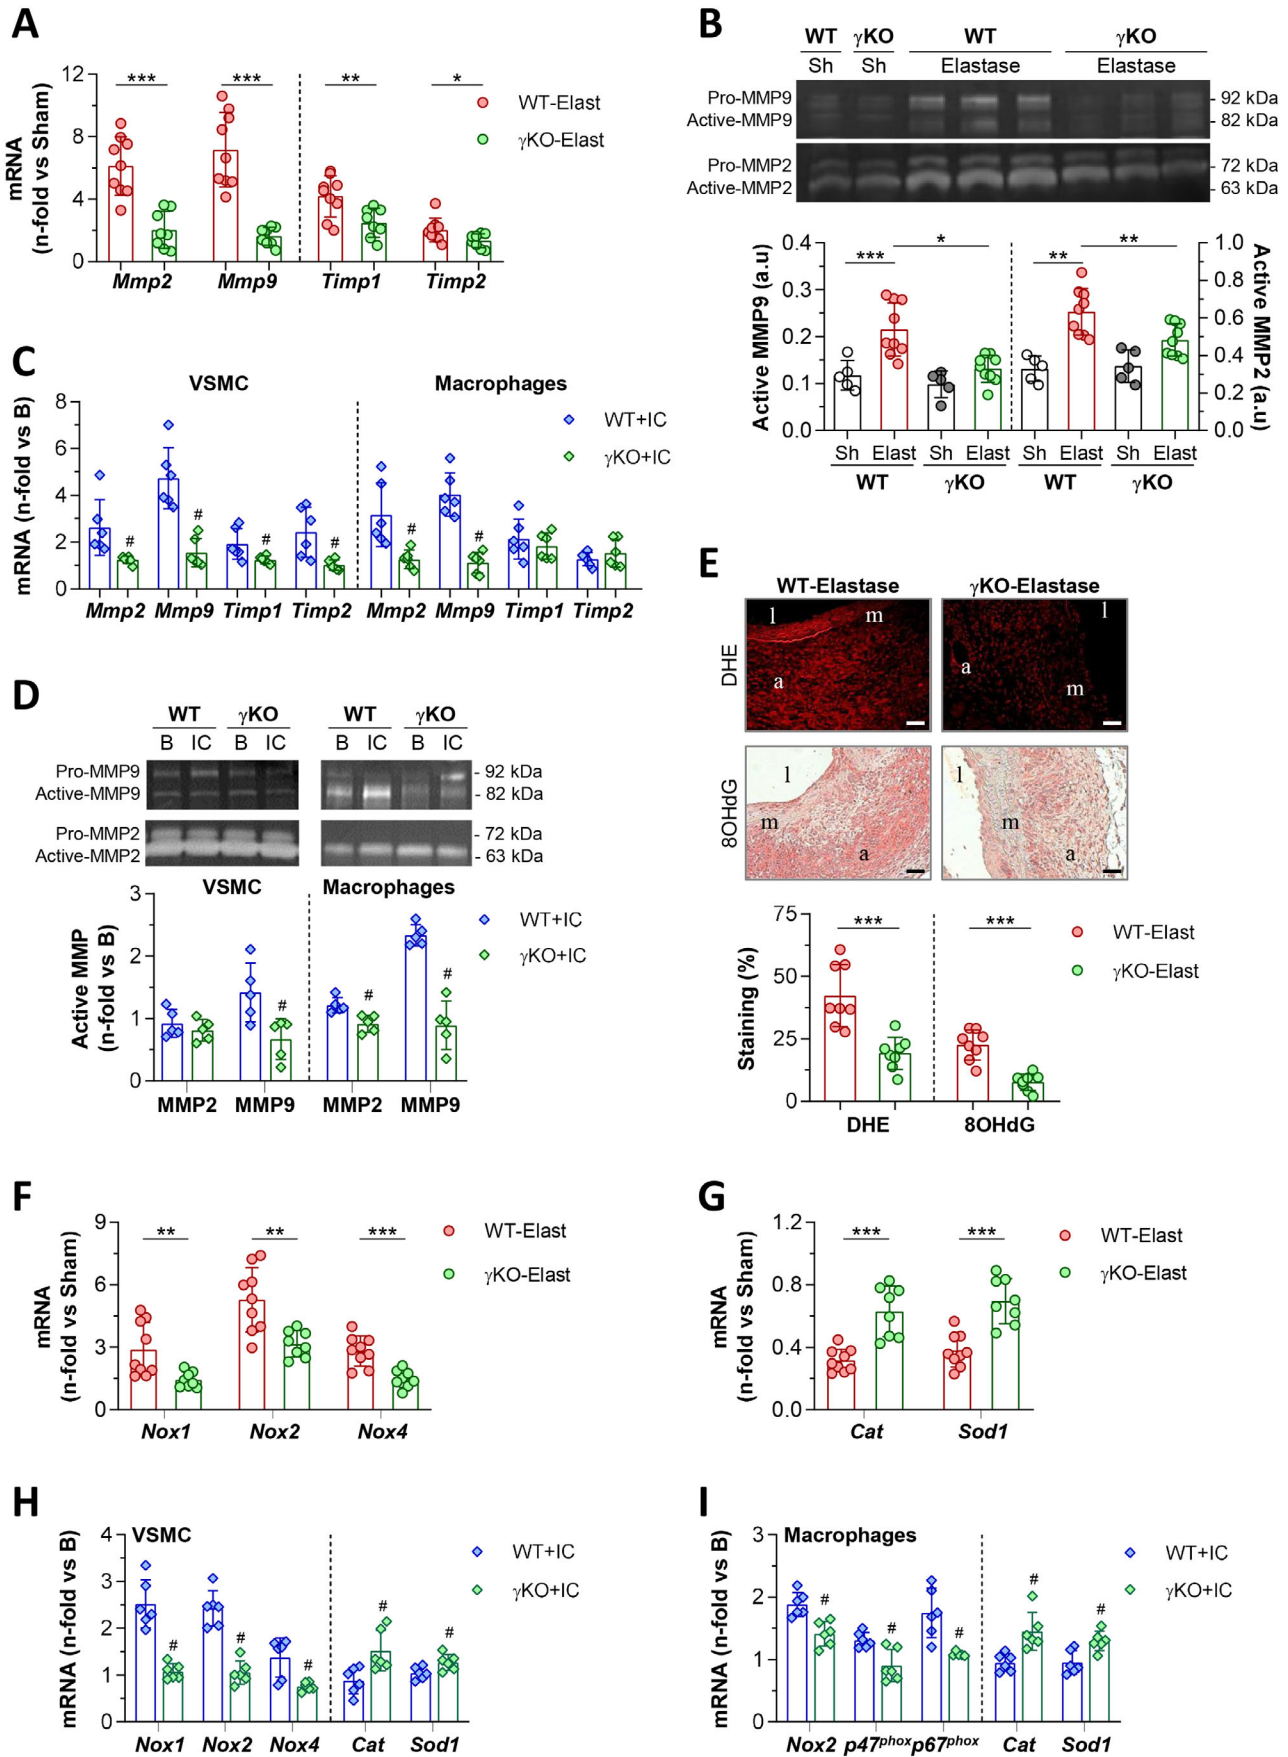 A
mRNA
(n-fold vs Sham)
12
8
4
0
*** *** ** *
WT-Elast
γKO-Elast
Mmp2 Mmp9 Timp1 Timp2
B
WT γKO WT γKO
Sh Sh Elastase Elastase
Pro-MMP9 - 92 kDa
Active-MMP9 - 82 kDa
Pro-MMP2 - 72 kDa
Active-MMP2 - 63 kDa
Active MMP9 (a.u)
0.4
0.3
0.2
0.1
0.0
*** * ** **
1.0
0.8
0.6
0.4
0.2
0.0
Active MMP2 (a.u)
Sh Elast Sh Elast Sh Elast Sh Elast
WT γKO WT γKO
C
VSMC Macrophages
mRNA (n-fold vs B)
8
6
4
2
0
WT+IC
γKO+IC
# # # # # #
Mmp2 Mmp9 Timp1 Timp2 Mmp2 Mmp9 Timp1 Timp2
D
WT γKO WT γKO
B IC B IC B IC B IC
Pro-MMP9 - 92 kDa
Active-MMP9 - 82 kDa
Pro-MMP2 - 72 kDa
Active-MMP2 - 63 kDa
VSMC Macrophages
Active MMP
(n-fold vs B)
3
2
1
0
# # #
WT+IC
γKO+IC
MMP2 MMP9 MMP2 MMP9
E
WT-Elastase γKO-Elastase
DHE
l m a
l a m
8OHdG
l m a
l m a
Staining (%)
75
50
25
0
*** ***
WT-Elast
γKO-Elast
DHE 8OHdG
F
mRNA
(n-fold vs Sham)
9
6
3
0
** ** ***
WT-Elast
γKO-Elast
Nox1 Nox2 Nox4
G
mRNA
(n-fold vs Sham)
1.2
0.8
0.4
0.0
*** ***
WT-Elast
γKO-Elast
Cat Sod1
H
VSMC
mRNA (n-fold vs B)
4
3
2
1
0
# # # # #
WT+IC
γKO+IC
Nox1 Nox2 Nox4 Cat Sod1
I
Macrophages
mRNA (n-fold vs B)
3
2
1
0
# # # # #
WT+IC
γKO+IC
Nox2 p47phox p67phox Cat Sod1